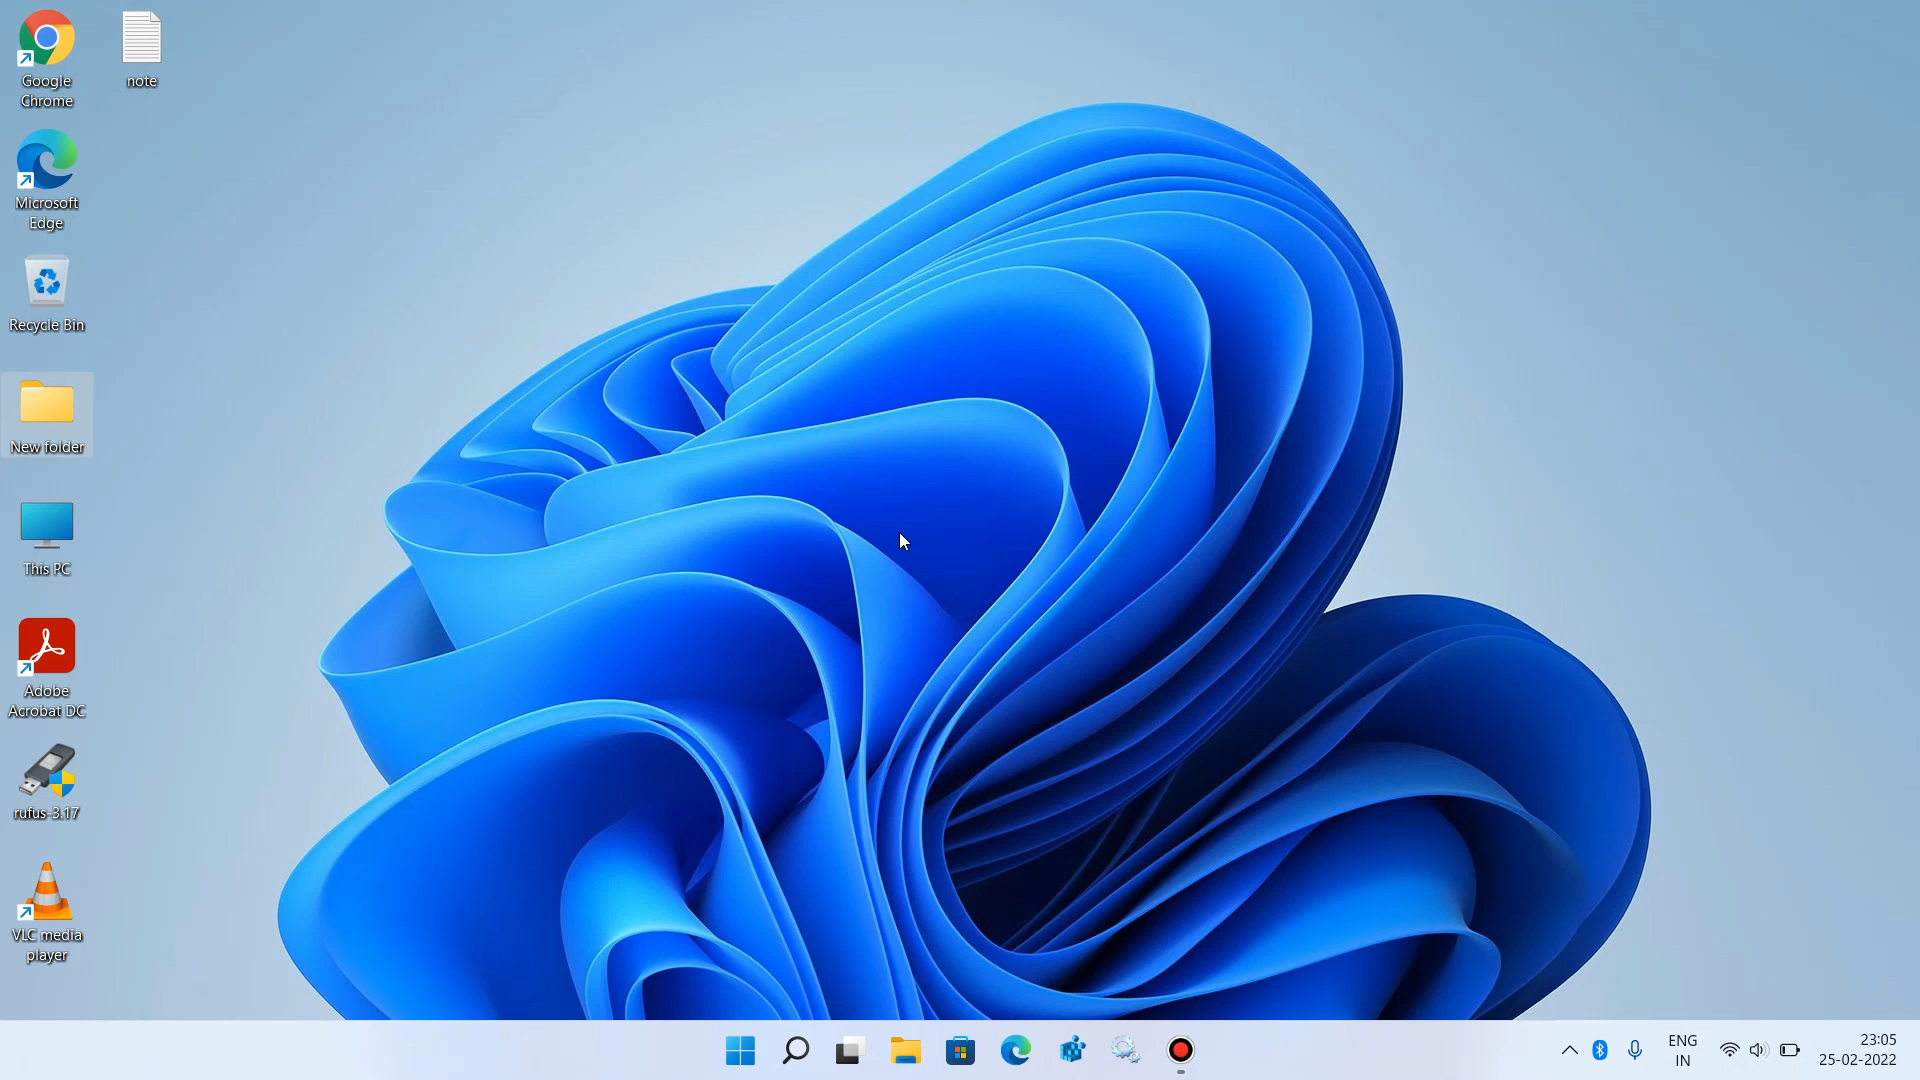 Google
Chrome
note
Microsoft
Edge
Recycle Bin
New folder
This PC
Adobe
Acrobat DC
rufus-3.17
VLC media
player
ENG
IN
23:05
25-02-2022